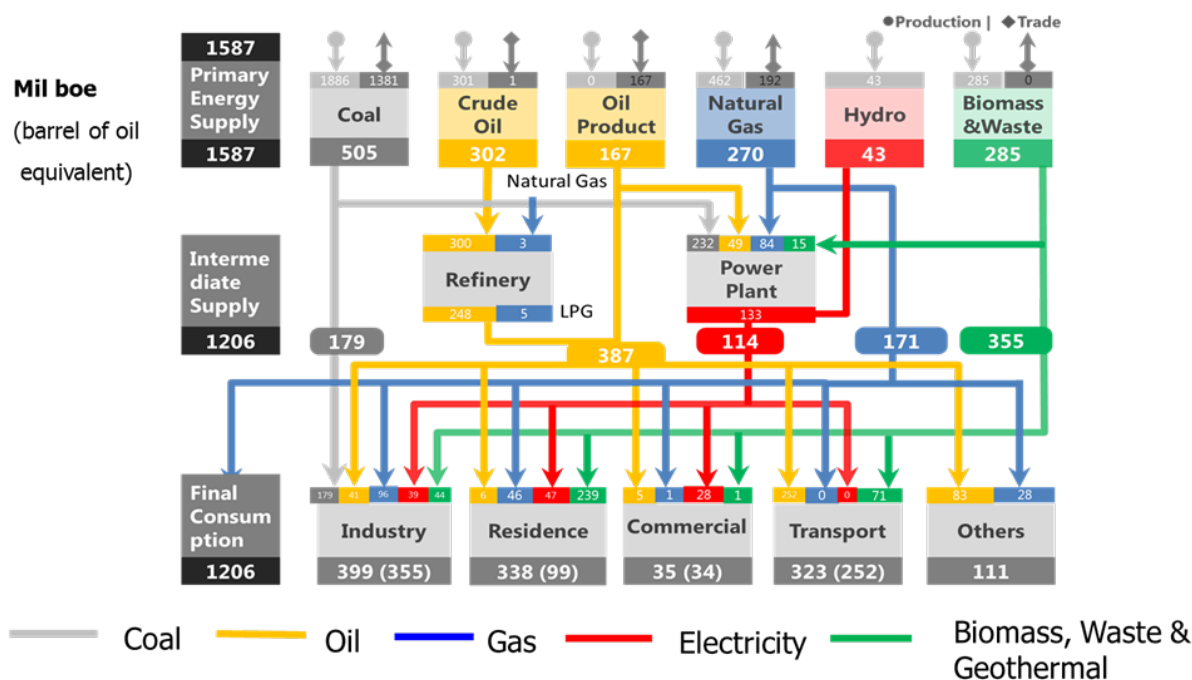 Production | Trade
Mil boe
(barrel of oil
equivalent)
1587
Primary
Energy
Supply
1587
1886 1381
Coal
505
301 1
Crude
Oil
302
0 167
Oil
Product
167
462 192
Natural
Gas
270
43
Hydro
43
285 0
Biomass
&Waste
285
Natural Gas
Interme
diate
Supply
1206
300 3
Refinery
248 5
LPG
232 49 84 15
Power
Plant
133
179
387
114
171
355
Final
Consum
ption
1206
179 41 96 39 44
Industry
399 (355)
6 46 47 239
Residence
338 (99)
5 1 28 1
Commercial
35 (34)
252 0 0 71
Transport
323 (252)
83 28
Others
111
Coal
Oil
Gas
Electricity
Biomass, Waste &
Geothermal